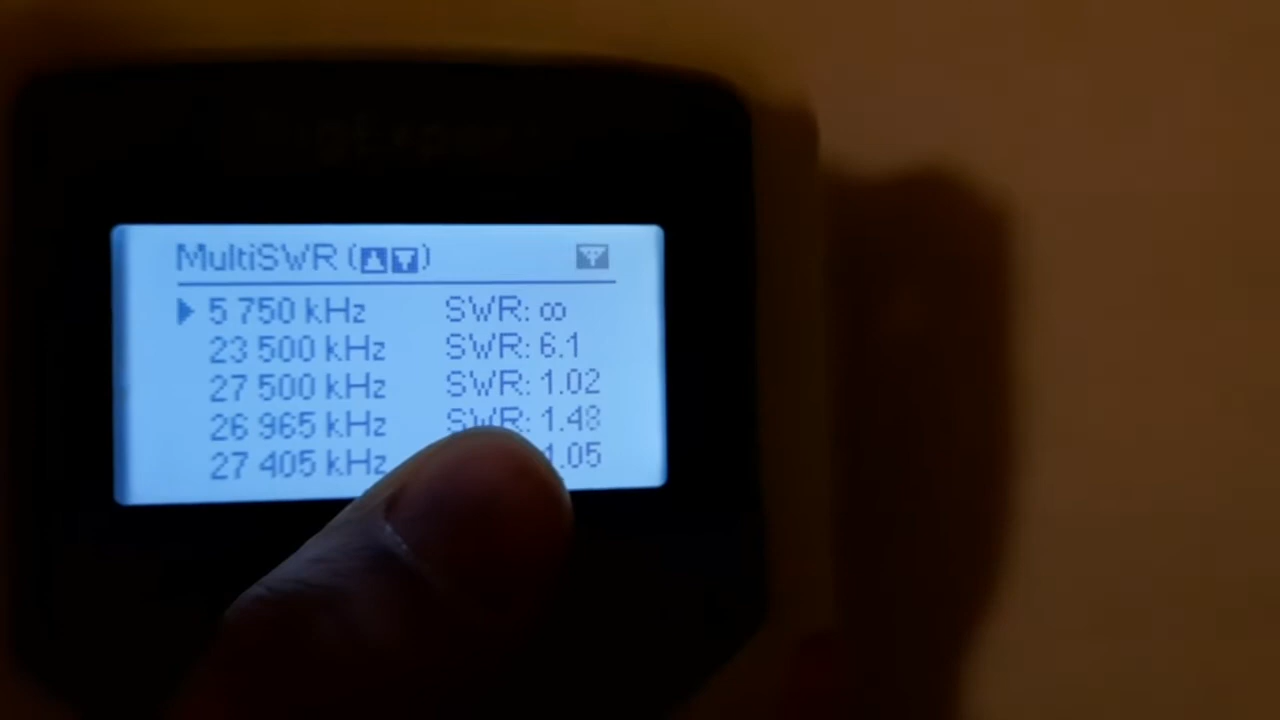 MultiSWR ( )
5 750 kHz SWR: ∞
23 500 kHz SWR: 6.1
27 500 kHz SWR: 1.02
26 965 kHz SWR: 1.48
27 405 kHz 1.05